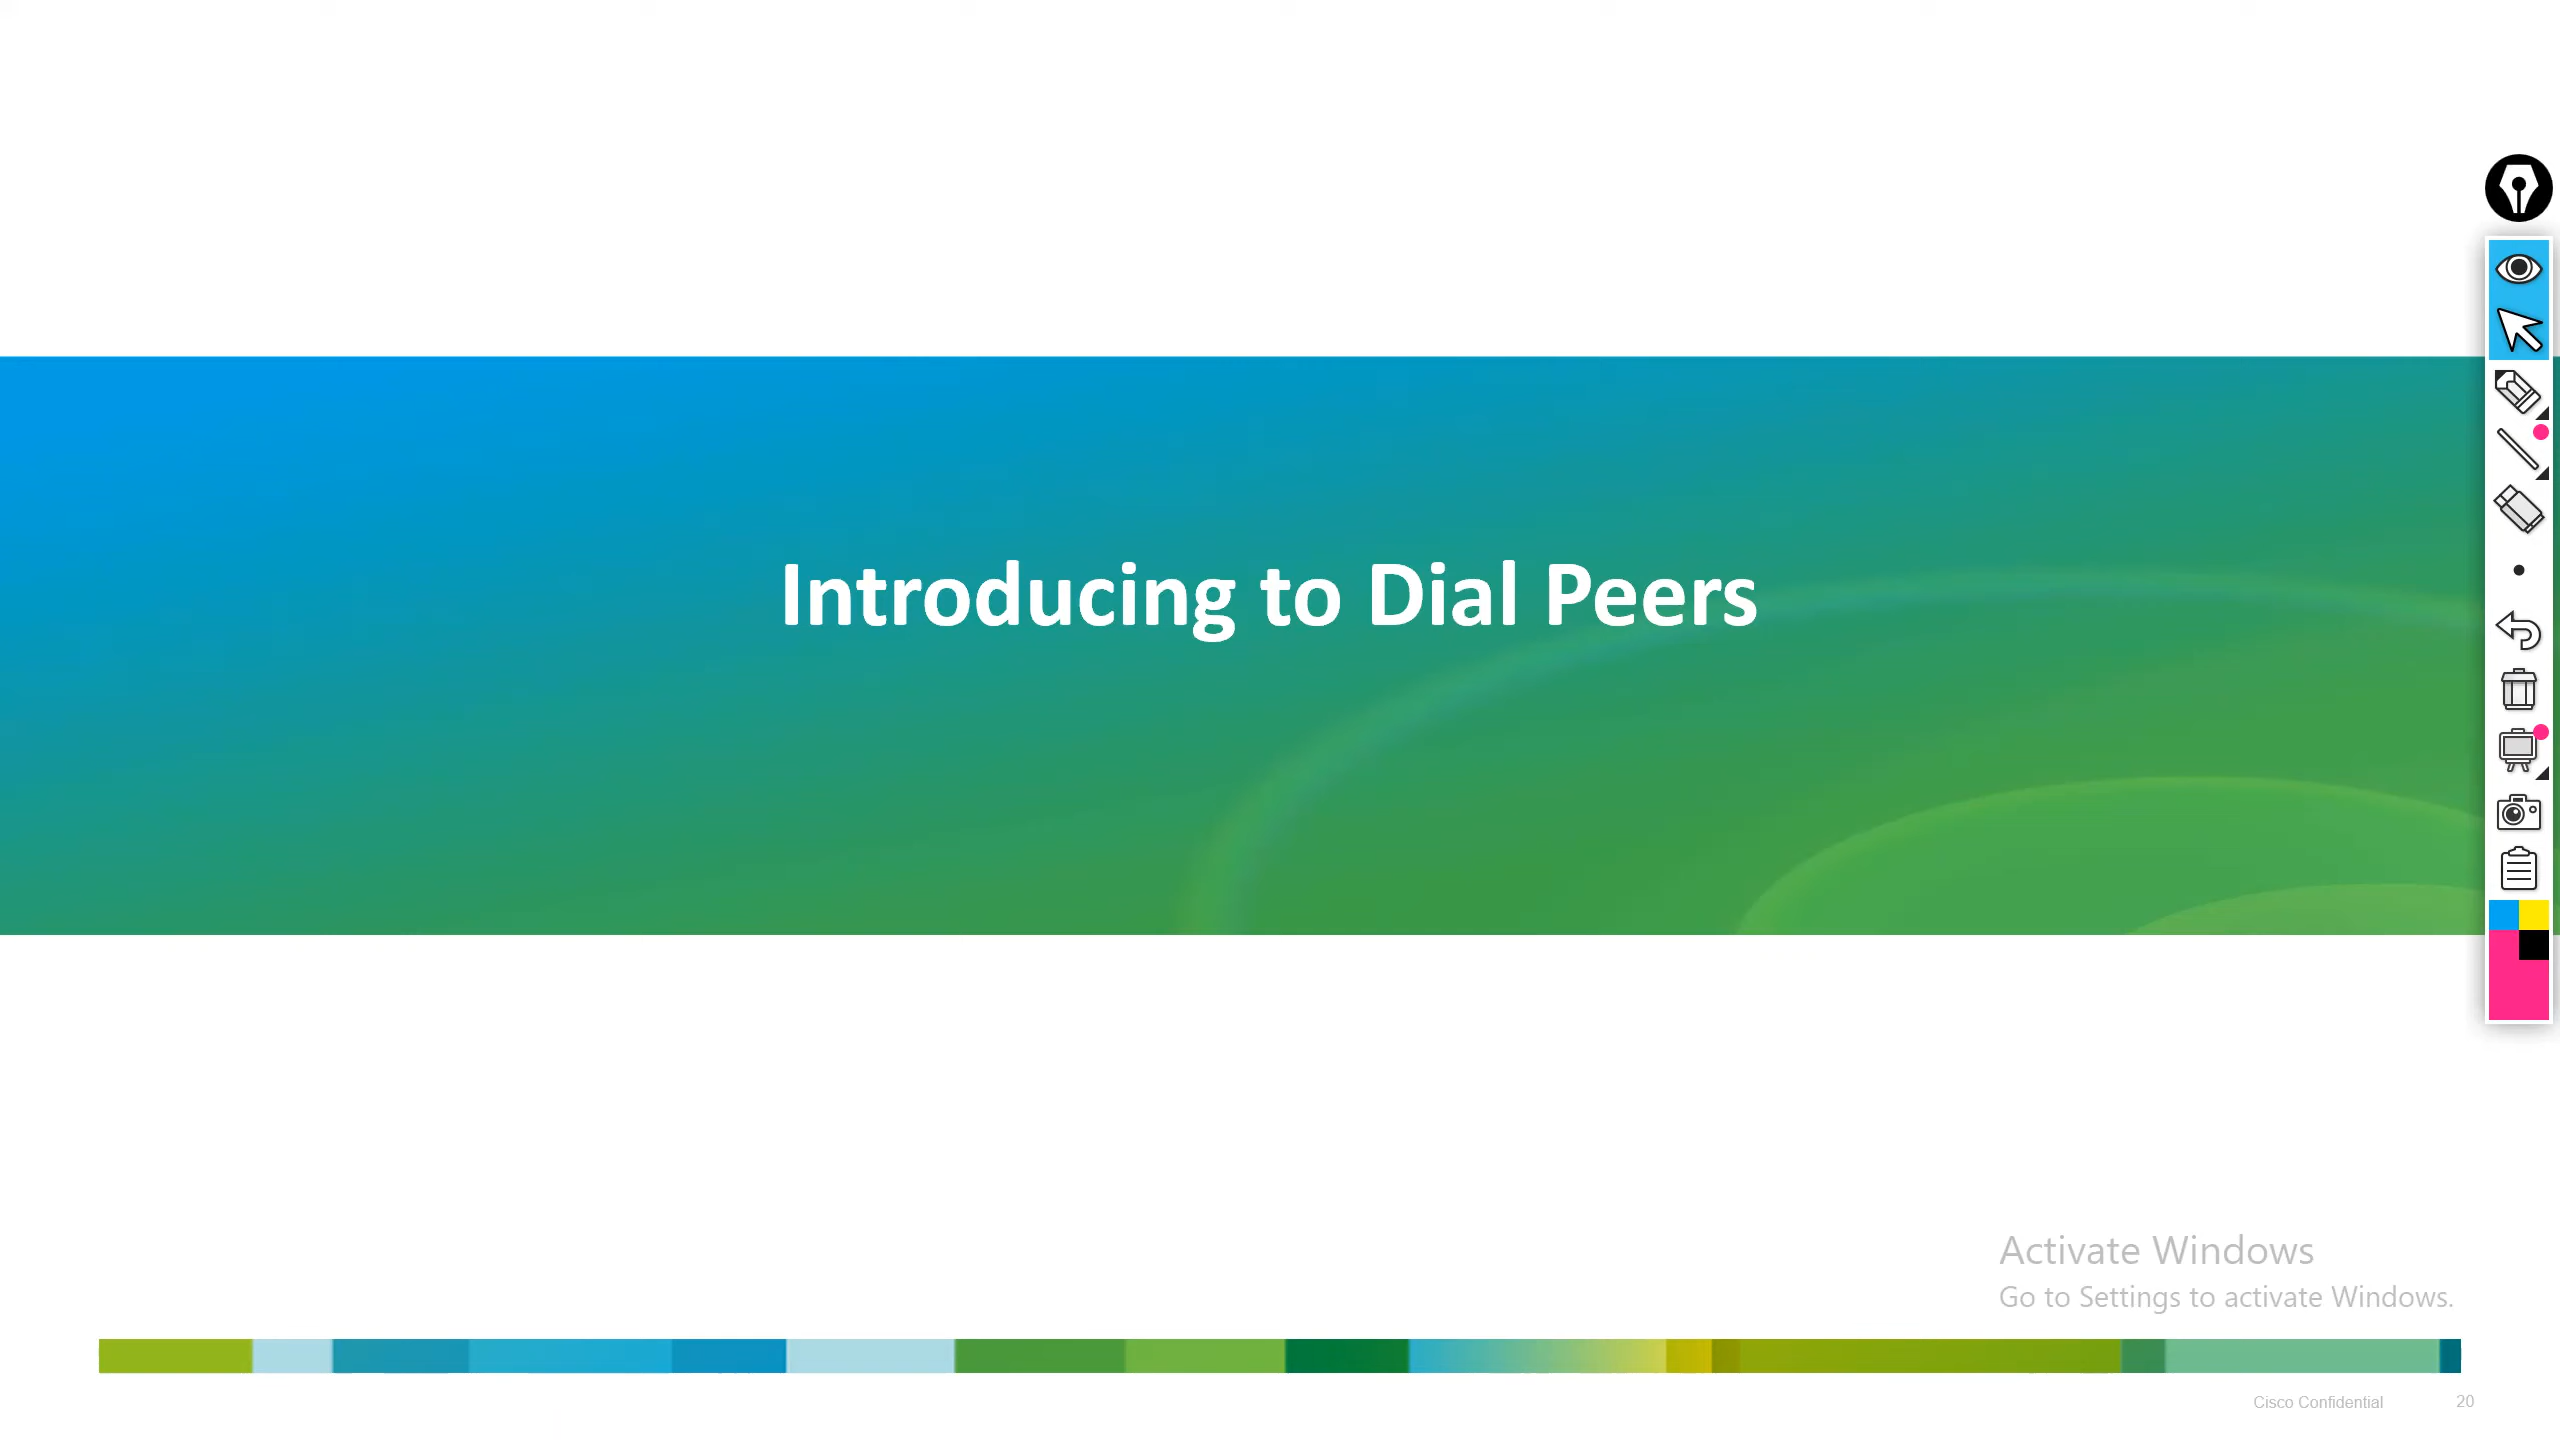 Introducing to Dial Peers
Activate Windows
Go to Settings to activate Windows.
Cisco Confidential
20